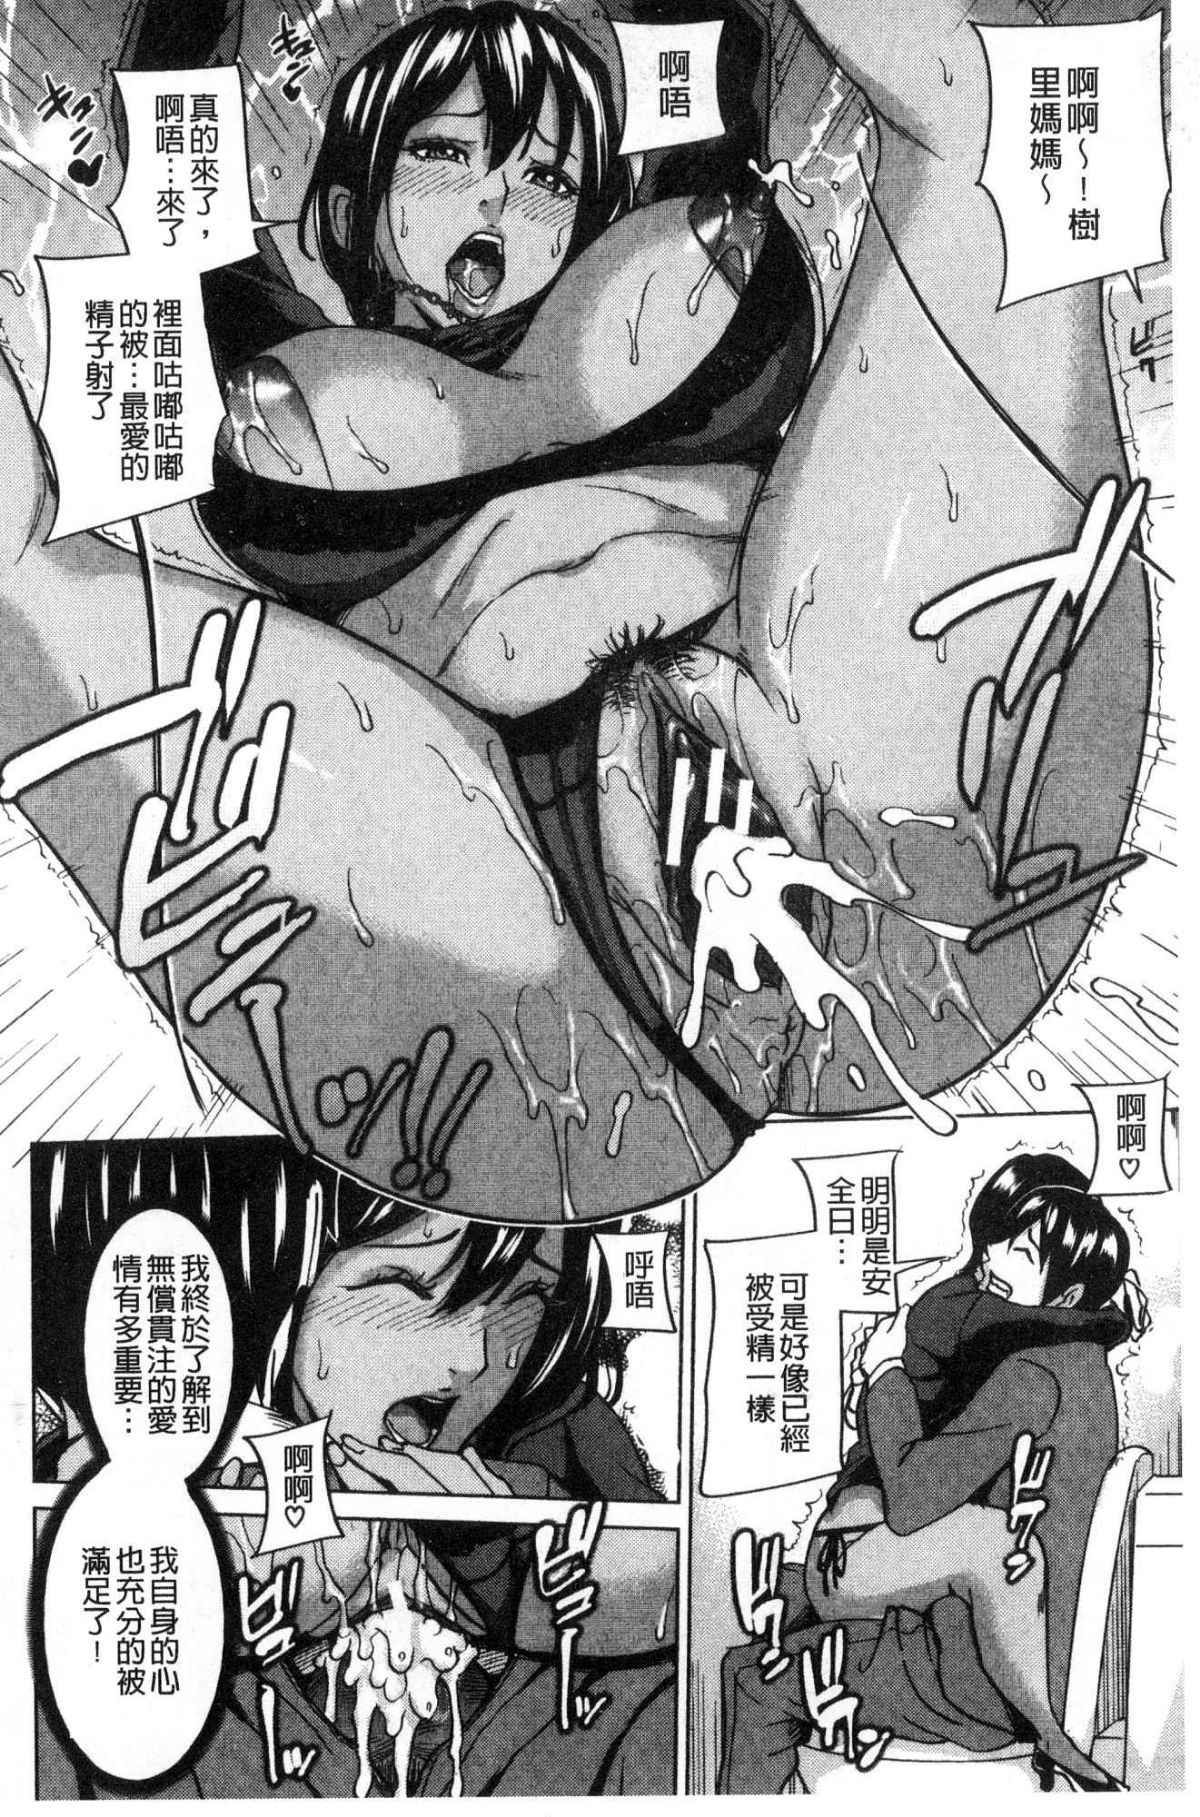 啊啊～！樹
里媽媽～
啊唔
真的來了，
啊唔…來了
裡面咕嘟咕嘟
的被…最愛的
精子射了
啊啊♡
明明是安
全日…
可是好像已經
被受精一樣
呼唔
我終於了解到
無償貫注的愛
情有多重要…
啊啊♡
我自身的心
也充分的被
滿足了！